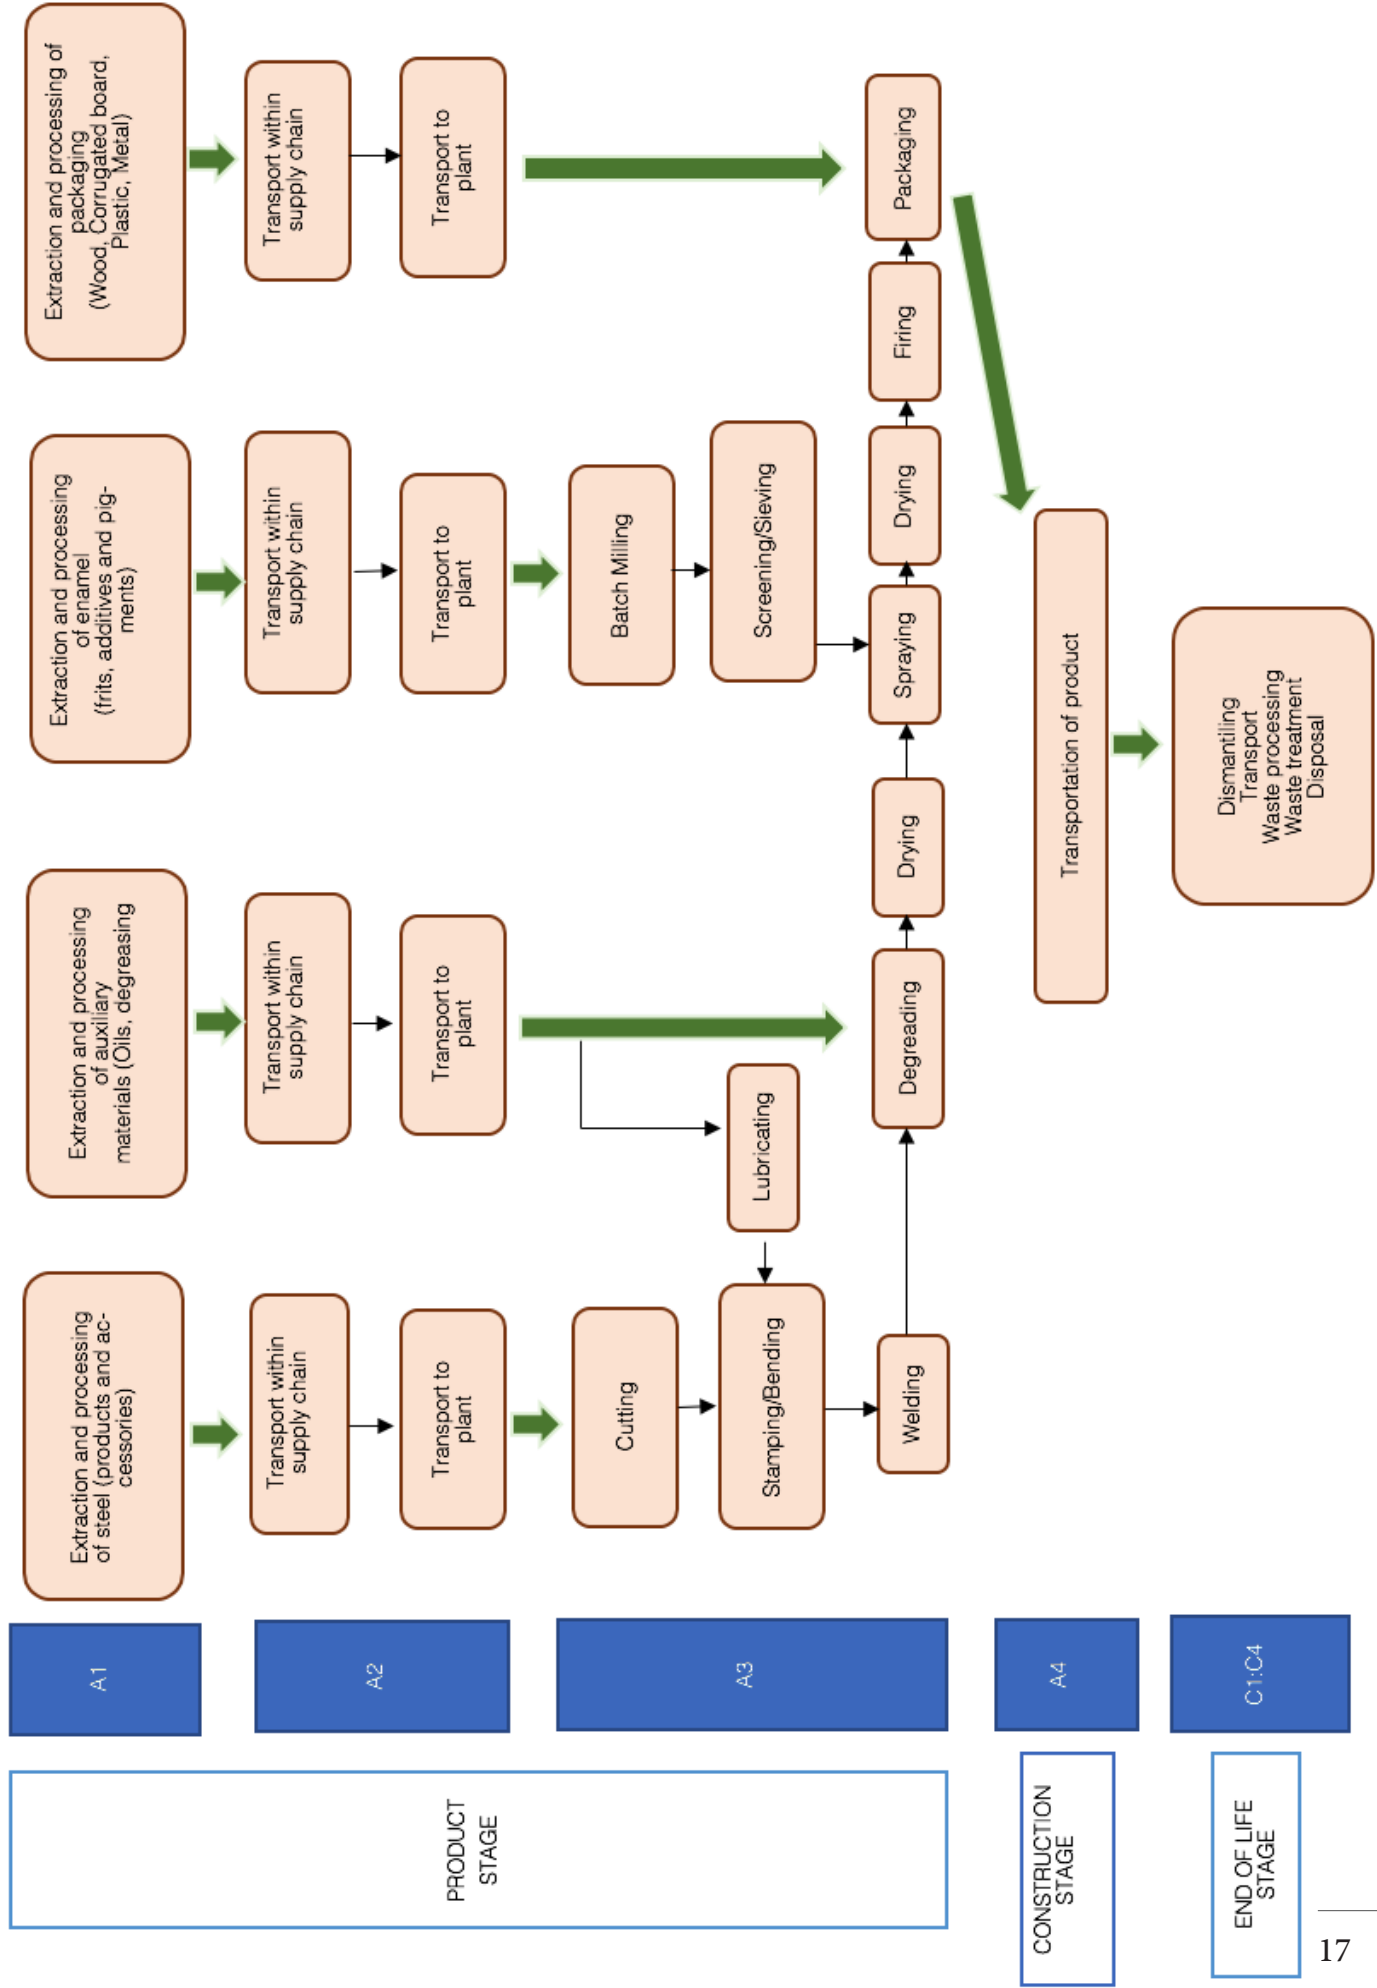 PRODUCT
STAGE
A1
Extraction and processing
of steel (products and ac-
cessories)
Extraction and processing
of auxiliary
materials (Oils, degreasing
Extraction and processing
of enamel
(frits, additives and pig-
ments)
Extraction and processing of
packaging
(Wood, Corrugated board,
Plastic, Metal)
A2
Transport within
supply chain
Transport within
supply chain
Transport within
supply chain
Transport within
supply chain
Transport to
plant
Transport to
plant
Transport to
plant
Transport to
plant
A3
Cutting
Batch Milling
Stamping/Bending
Lubricating
Screening/Sieving
Welding
Degreading
Drying
Spraying
Drying
Firing
Packaging
CONSTRUCTION
STAGE
A4
Transportation of product
END OF LIFE
STAGE
C1:C4
Dismantiling
Transport
Waste processing
Waste treatment
Disposal
17